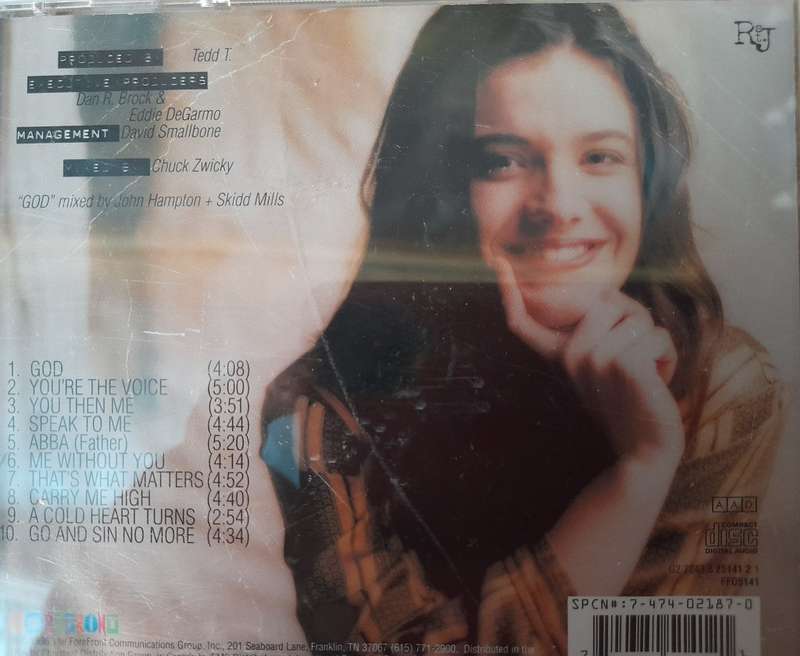 RJ
PRODUCED BY Tedd T.
EXECUTIVE PRODUCERS
Dan R. Brock &
Eddie DeGarmo
MANAGEMENT David Smallbone
MIXED BY Chuck Zwicky
"GOD" mixed by John Hampton + Skidd Mills
1. GOD (4:08)
2. YOU'RE THE VOICE (5:00)
3. YOU THEN ME (3:51)
4. SPEAK TO ME (4:44)
5. ABBA (Father) (5:20)
6. ME WITHOUT YOU (4:14)
7. THAT'S WHAT MATTERS (4:52)
8. CARRY ME HIGH (4:40)
9. A COLD HEART TURNS (2:54)
10. GO AND SIN NO MORE (4:34)
AAD
COMPACT
disc
DIGITAL AUDIO
SPCN#:7-474-02187-0
FOREFRONT
The ForeFront Communications Group, Inc., 201 Seaboard Lane, Franklin, TN 37067 (615) 771-2900. Distributed in the